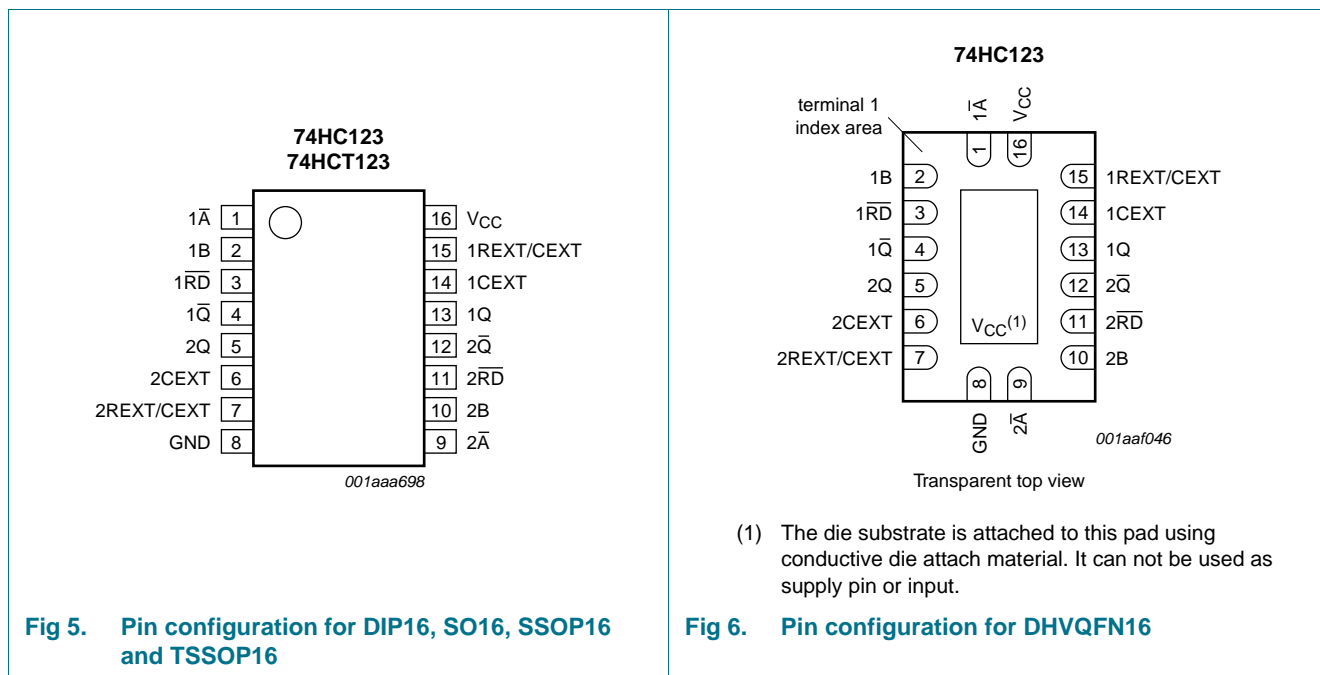 74HC123
74HCT123
1A̅ 1
1B 2
1R̅D̅ 3
1Q̅ 4
2Q 5
2CEXT 6
2REXT/CEXT 7
GND 8
16 VCC
15 1REXT/CEXT
14 1CEXT
13 1Q
12 2Q̅
11 2R̅D̅
10 2B
9 2A̅
001aaa698
Fig 5. Pin configuration for DIP16, SO16, SSOP16
and TSSOP16
74HC123
terminal 1
index area
1A̅ 1
VCC 16
1B 2
1R̅D̅ 3
1Q̅ 4
2Q 5
2CEXT 6
2REXT/CEXT 7
15 1REXT/CEXT
14 1CEXT
13 1Q
12 2Q̅
11 2R̅D̅
10 2B
VCC(1)
GND 8
2A̅ 9
001aaf046
Transparent top view
(1) The die substrate is attached to this pad using
conductive die attach material. It can not be used as
supply pin or input.
Fig 6. Pin configuration for DHVQFN16